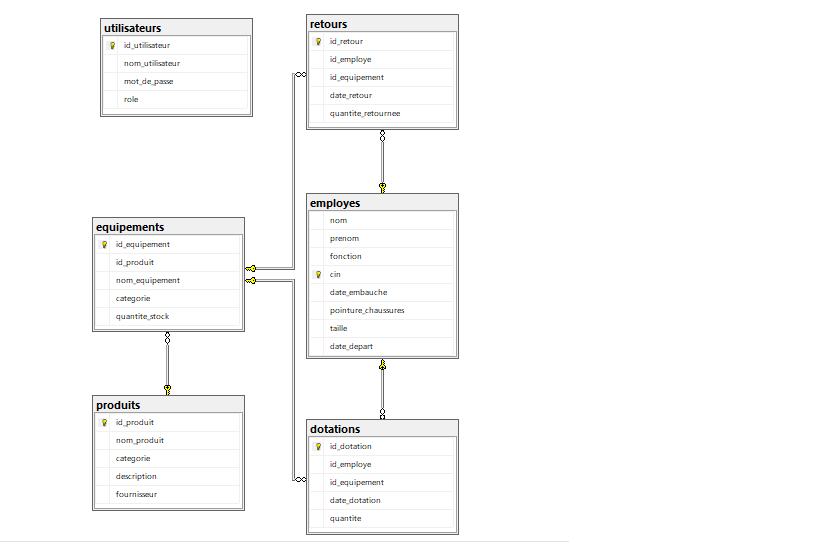 utilisateurs
id_utilisateur
nom_utilisateur
mot_de_passe
role
retours
id_retour
id_employe
id_equipement
date_retour
quantite_retournee
employes
nom
prenom
fonction
cin
date_embauche
pointure_chaussures
taille
date_depart
equipements
id_equipement
id_produit
nom_equipement
categorie
quantite_stock
produits
id_produit
nom_produit
categorie
description
fournisseur
dotations
id_dotation
id_employe
id_equipement
date_dotation
quantite